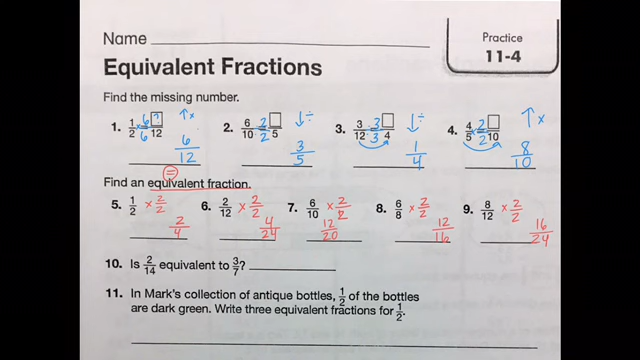 Practice
11-4
Name
Equivalent Fractions
Find the missing number.
1. 1/2 × 6/6 = □/12 ↑× 6/12
2. 6/10 ÷ 2/2 = □/5 ↓÷ 3/5
3. 3/12 ÷ 3/3 = □/4 ↓÷ 1/4
4. 4/5 × 2/2 = □/10 ↑× 8/10
=
Find an equivalent fraction.
5. 1/2 × 2/2 2/4
6. 2/12 × 2/2 4/24
7. 6/10 × 2/2 12/20
8. 6/8 × 2/2 12/16
9. 8/12 × 2/2 16/24
10. Is 2/14 equivalent to 3/7?
11. In Mark's collection of antique bottles, 1/2 of the bottles
are dark green. Write three equivalent fractions for 1/2.